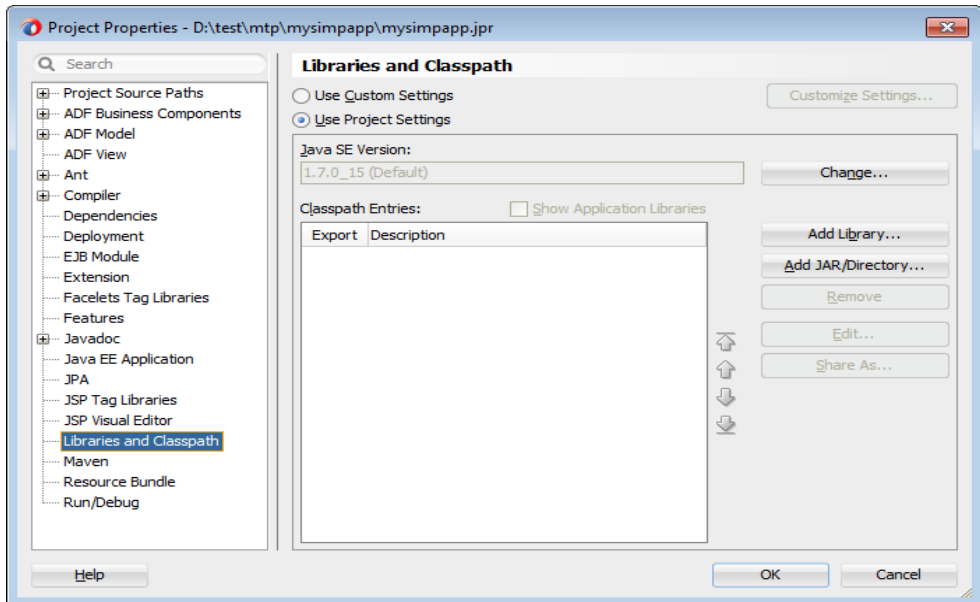 Project Properties - D:\test\mtp\mysimpapp\mysimpapp.jpr
Search
Project Source Paths
ADF Business Components
ADF Model
ADF View
Ant
Compiler
Dependencies
Deployment
EJB Module
Extension
Facelets Tag Libraries
Features
Javadoc
Java EE Application
JPA
JSP Tag Libraries
JSP Visual Editor
Libraries and Classpath
Maven
Resource Bundle
Run/Debug
Libraries and Classpath
Use Custom Settings
Customize Settings...
Use Project Settings
Java SE Version:
1.7.0_15 (Default)
Change...
Classpath Entries:
Show Application Libraries
Export Description
Add Library...
Add JAR/Directory...
Remove
Edit...
Share As...
Help
OK
Cancel